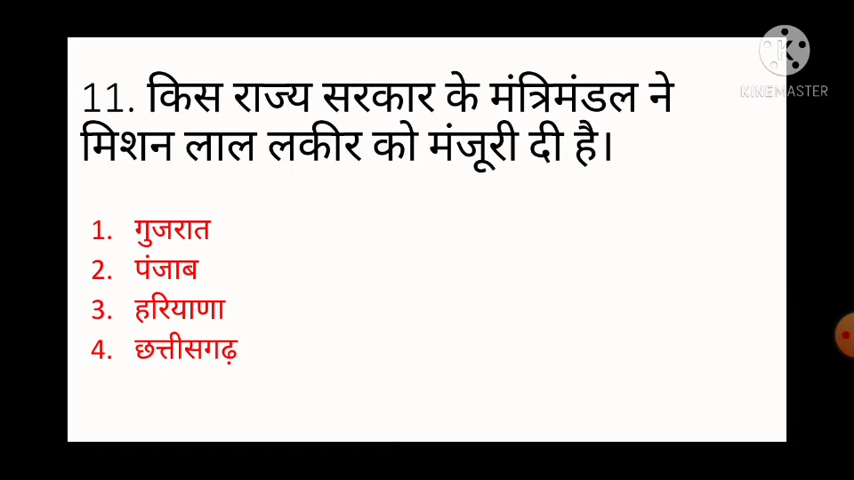 11. किस राज्य सरकार के मंत्रिमंडल ने
मिशन लाल लकीर को मंजूरी दी है।
1. गुजरात
2. पंजाब
3. हरियाणा
4. छत्तीसगढ़
KINEMASTER